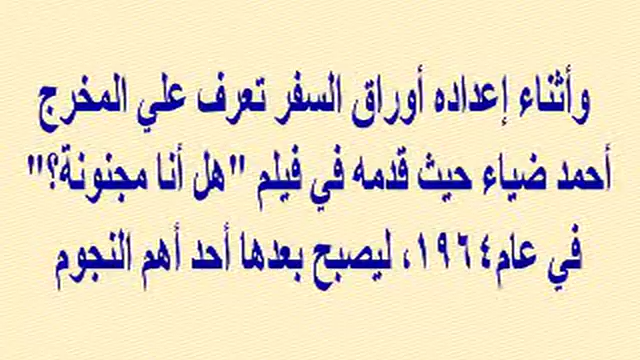 وأثناء إعداده أوراق السفر تعرف علي المخرج
أحمد ضياء حيث قدمه في فيلم "هل أنا مجنونة؟"
في عام١٩٦٤، ليصبح بعدها أحد أهم النجوم